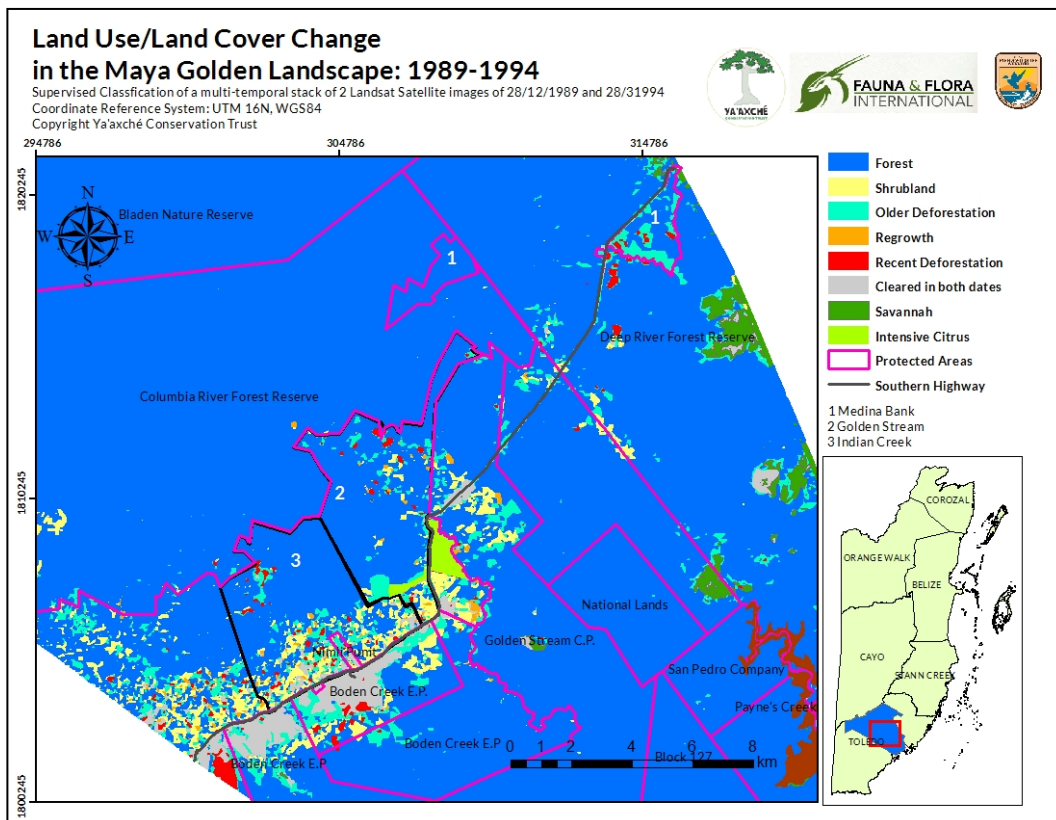 Land Use/Land Cover Change
in the Maya Golden Landscape: 1989-1994
Supervised Classfication of a multi-temporal stack of 2 Landsat Satellite images of 28/12/1989 and 28/31994
Coordinate Reference System: UTM 16N, WGS84
Copyright Ya'axché Conservation Trust
YA'AXCHÉ
CONSERVATION TRUST
FAUNA & FLORA
INTERNATIONAL
294786
304786
314786
1820245
1810245
1800245
N
W
E
S
Bladen Nature Reserve
1
1
Deep River Forest Reserve
Columbia River Forest Reserve
2
3
National Lands
Golden Stream C.P.
San Pedro Company
Boden Creek E.P.
Payne's Creek
Boden Creek E.P
Boden Creek E.P
Block 127
0 1 2 4 6 8
km
Forest
Shrubland
Older Deforestation
Regrowth
Recent Deforestation
Cleared in both dates
Savannah
Intensive Citrus
Protected Areas
Southern Highway
1 Medina Bank
2 Golden Stream
3 Indian Creek
COROZAL
ORANGE WALK
BELIZE
CAYO
STANN CREEK
TOLEDO